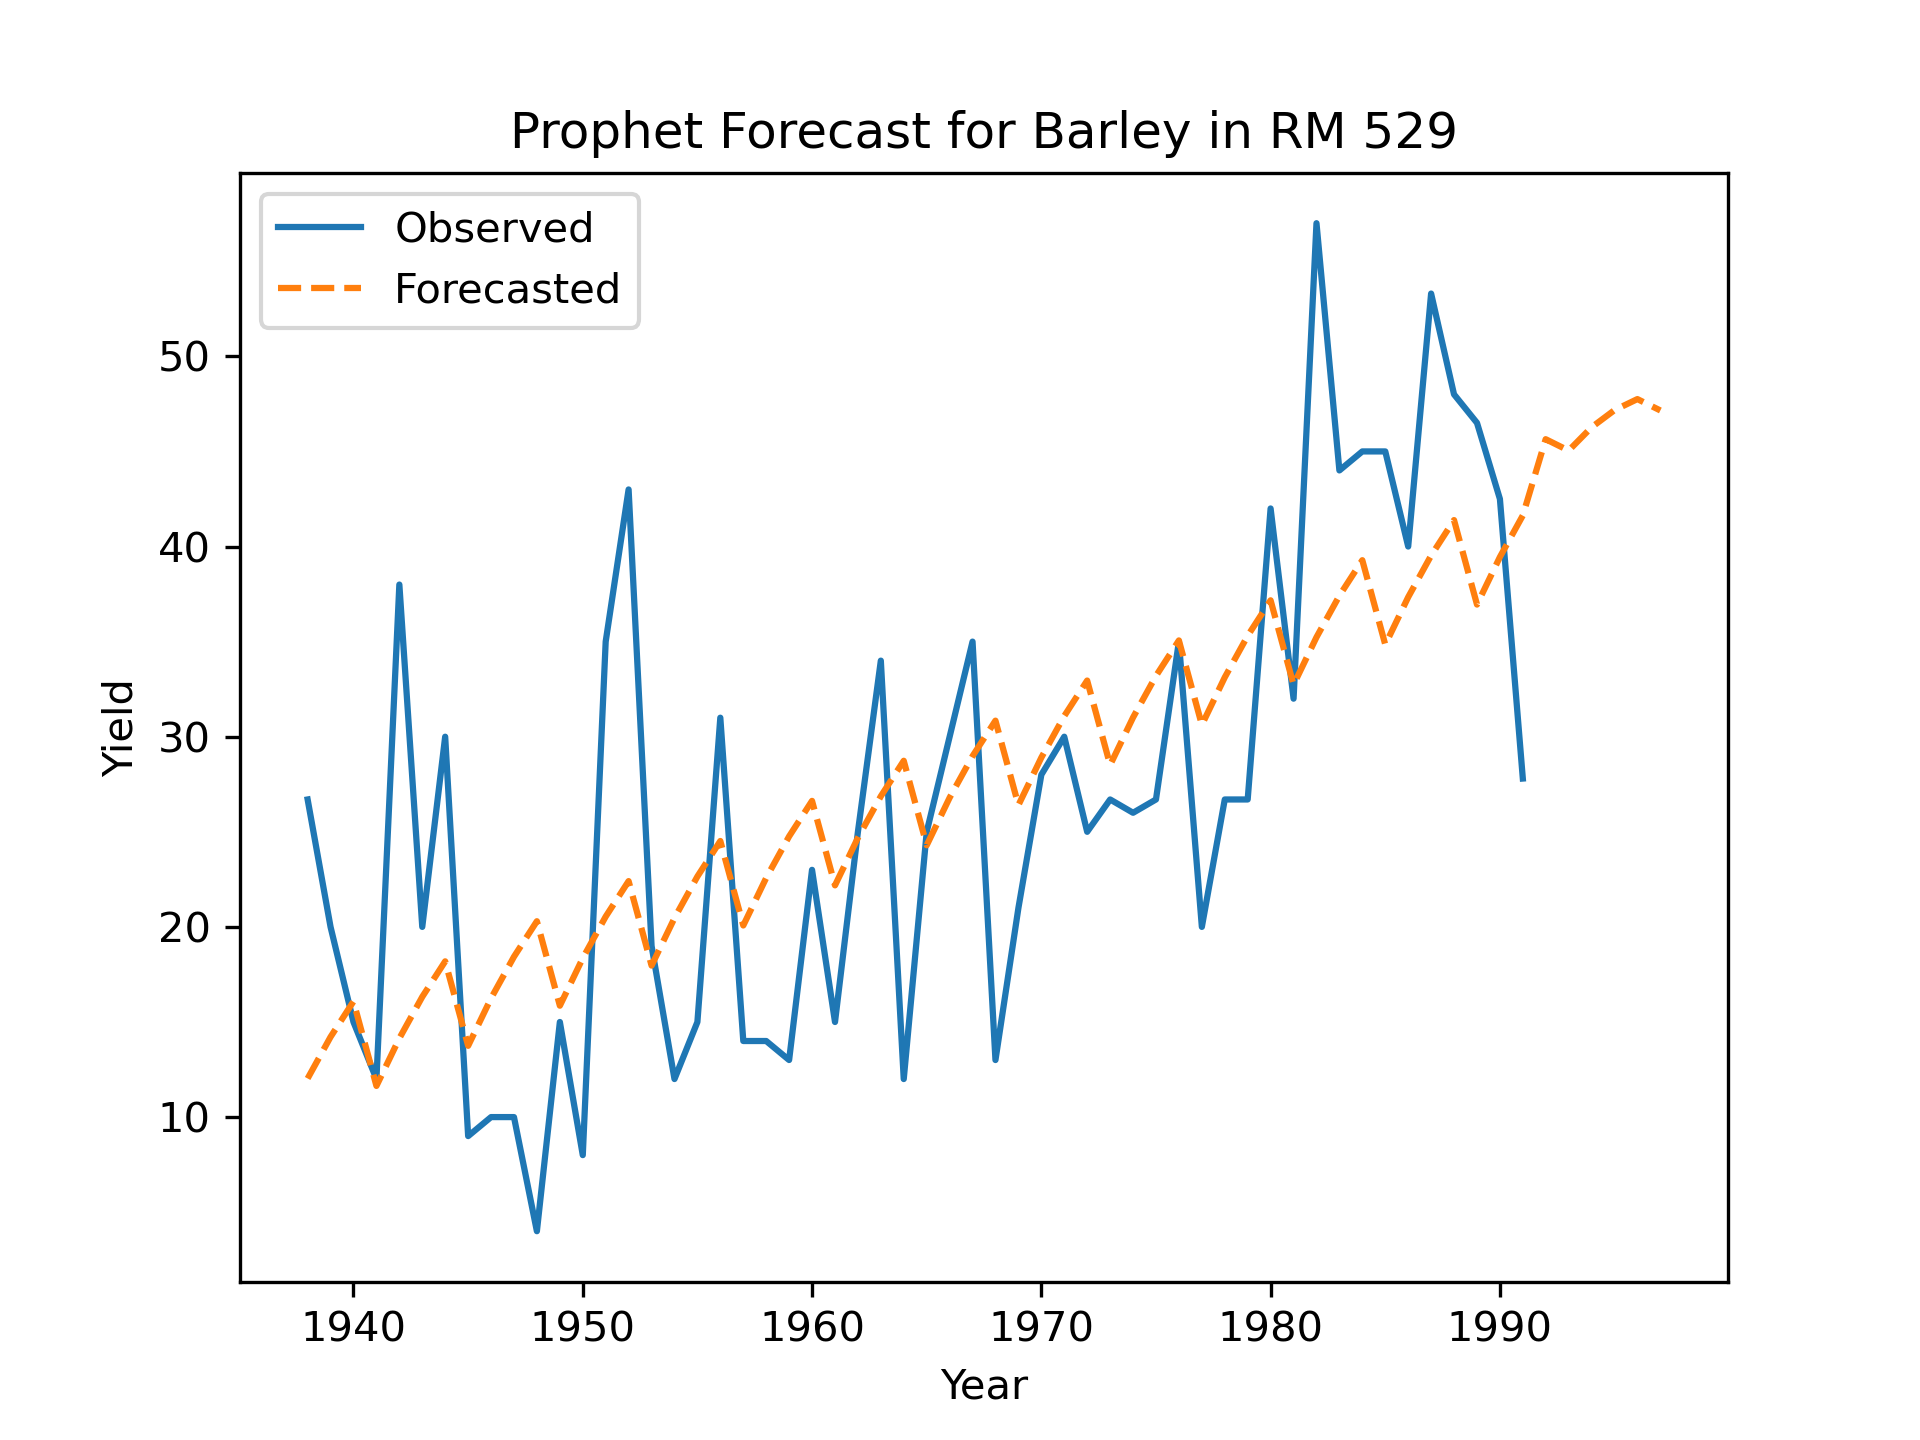 Prophet Forecast for Barley in RM 529
Observed
Forecasted
50
40
30
20
10
Yield
1940 1950 1960 1970 1980 1990
Year